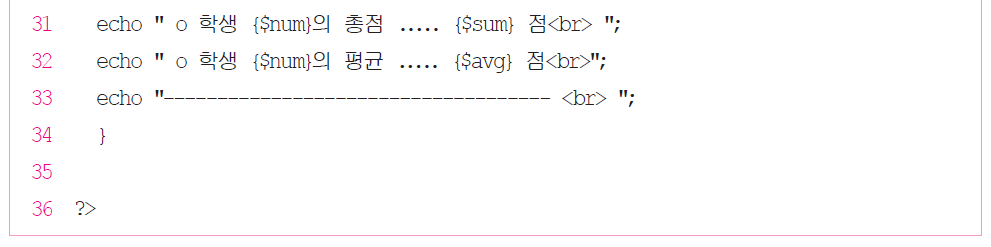 31 echo " o 학생 {$num}의 총점 ..... {$sum} 점<br> ";
32 echo " o 학생 {$num}의 평균 ..... {$avg} 점<br>";
33 echo "------------------------------------ <br> ";
34 }
35
36 ?>